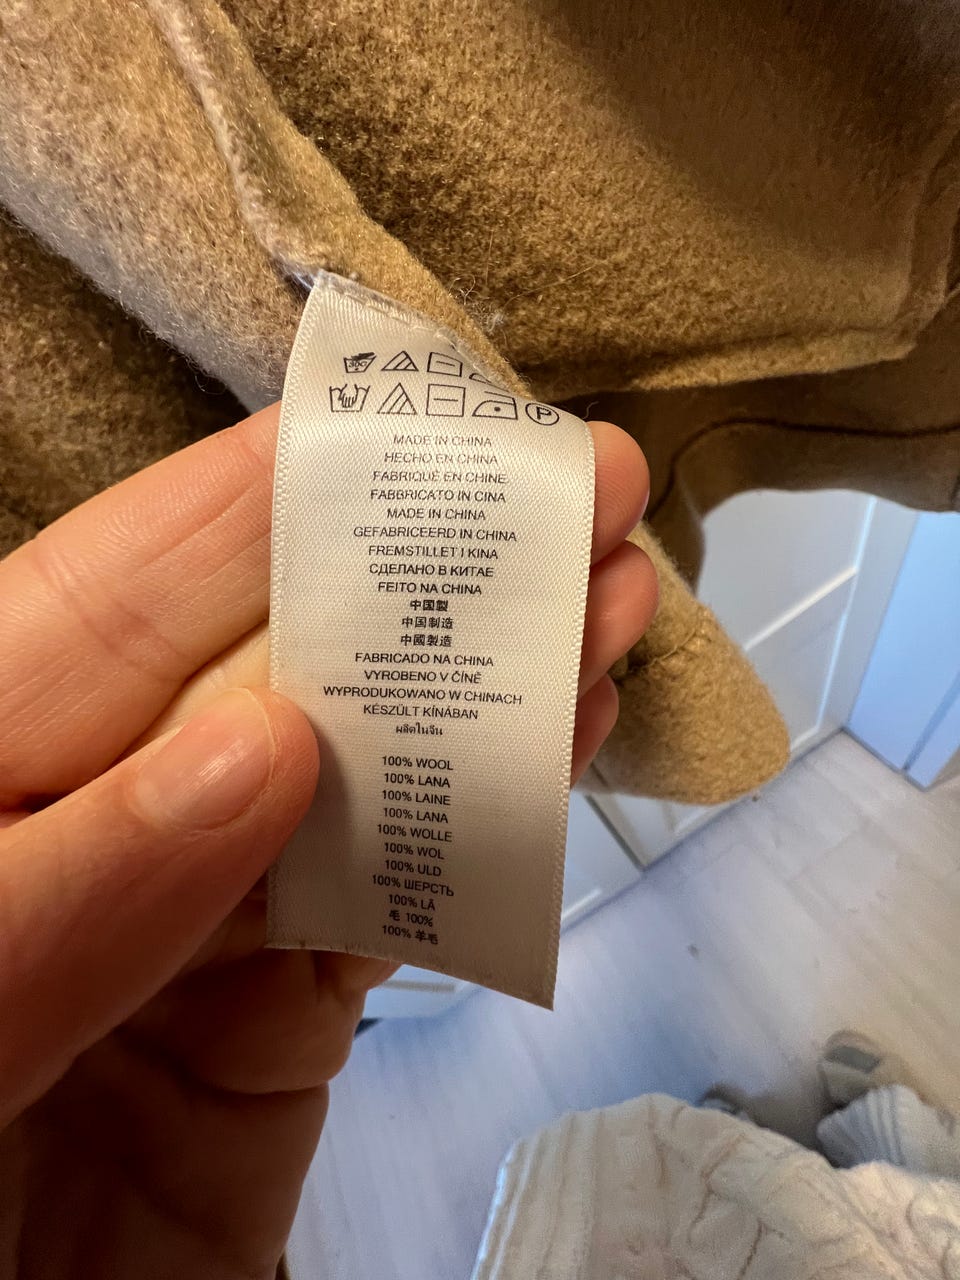 30C
P
MADE IN CHINA
HECHO EN CHINA
FABRIQUÉ EN CHINE
FABBRICATO IN CINA
MADE IN CHINA
GEFABRICEERD IN CHINA
FREMSTILLET I KINA
СДЕЛАНО В КИТАЕ
FEITO NA CHINA
中国製
中国制造
中國製造
FABRICADO NA CHINA
VYROBENO V ČÍNĚ
WYPRODUKOWANO W CHINACH
KÉSZÜLT KÍNÁBAN
ผลิตในจีน
100% WOOL
100% LANA
100% LAINE
100% LANA
100% WOLLE
100% WOL
100% ULD
100% ШЕРСТЬ
100% LÃ
毛 100%
100% 羊毛